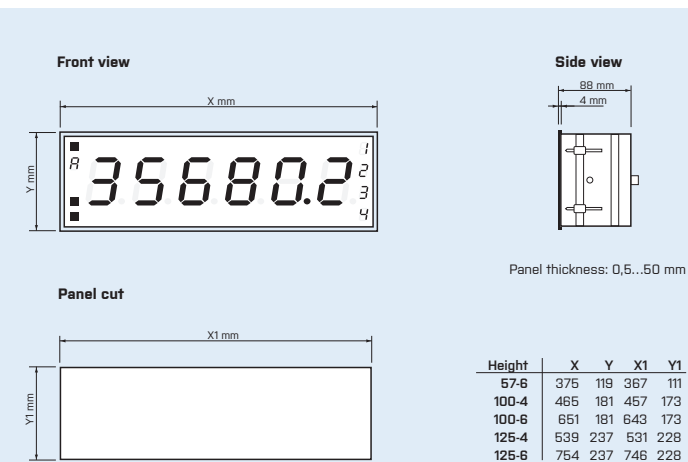 Front view
Side view
X mm
88 mm
4 mm
Y mm
A
35680.2
1
2
3
4
Panel thickness: 0,5...50 mm
Panel cut
X1 mm
Y1 mm
Height X Y X1 Y1
57-6 375 119 367 111
100-4 465 181 457 173
100-6 651 181 643 173
125-4 539 237 531 228
125-6 754 237 746 228